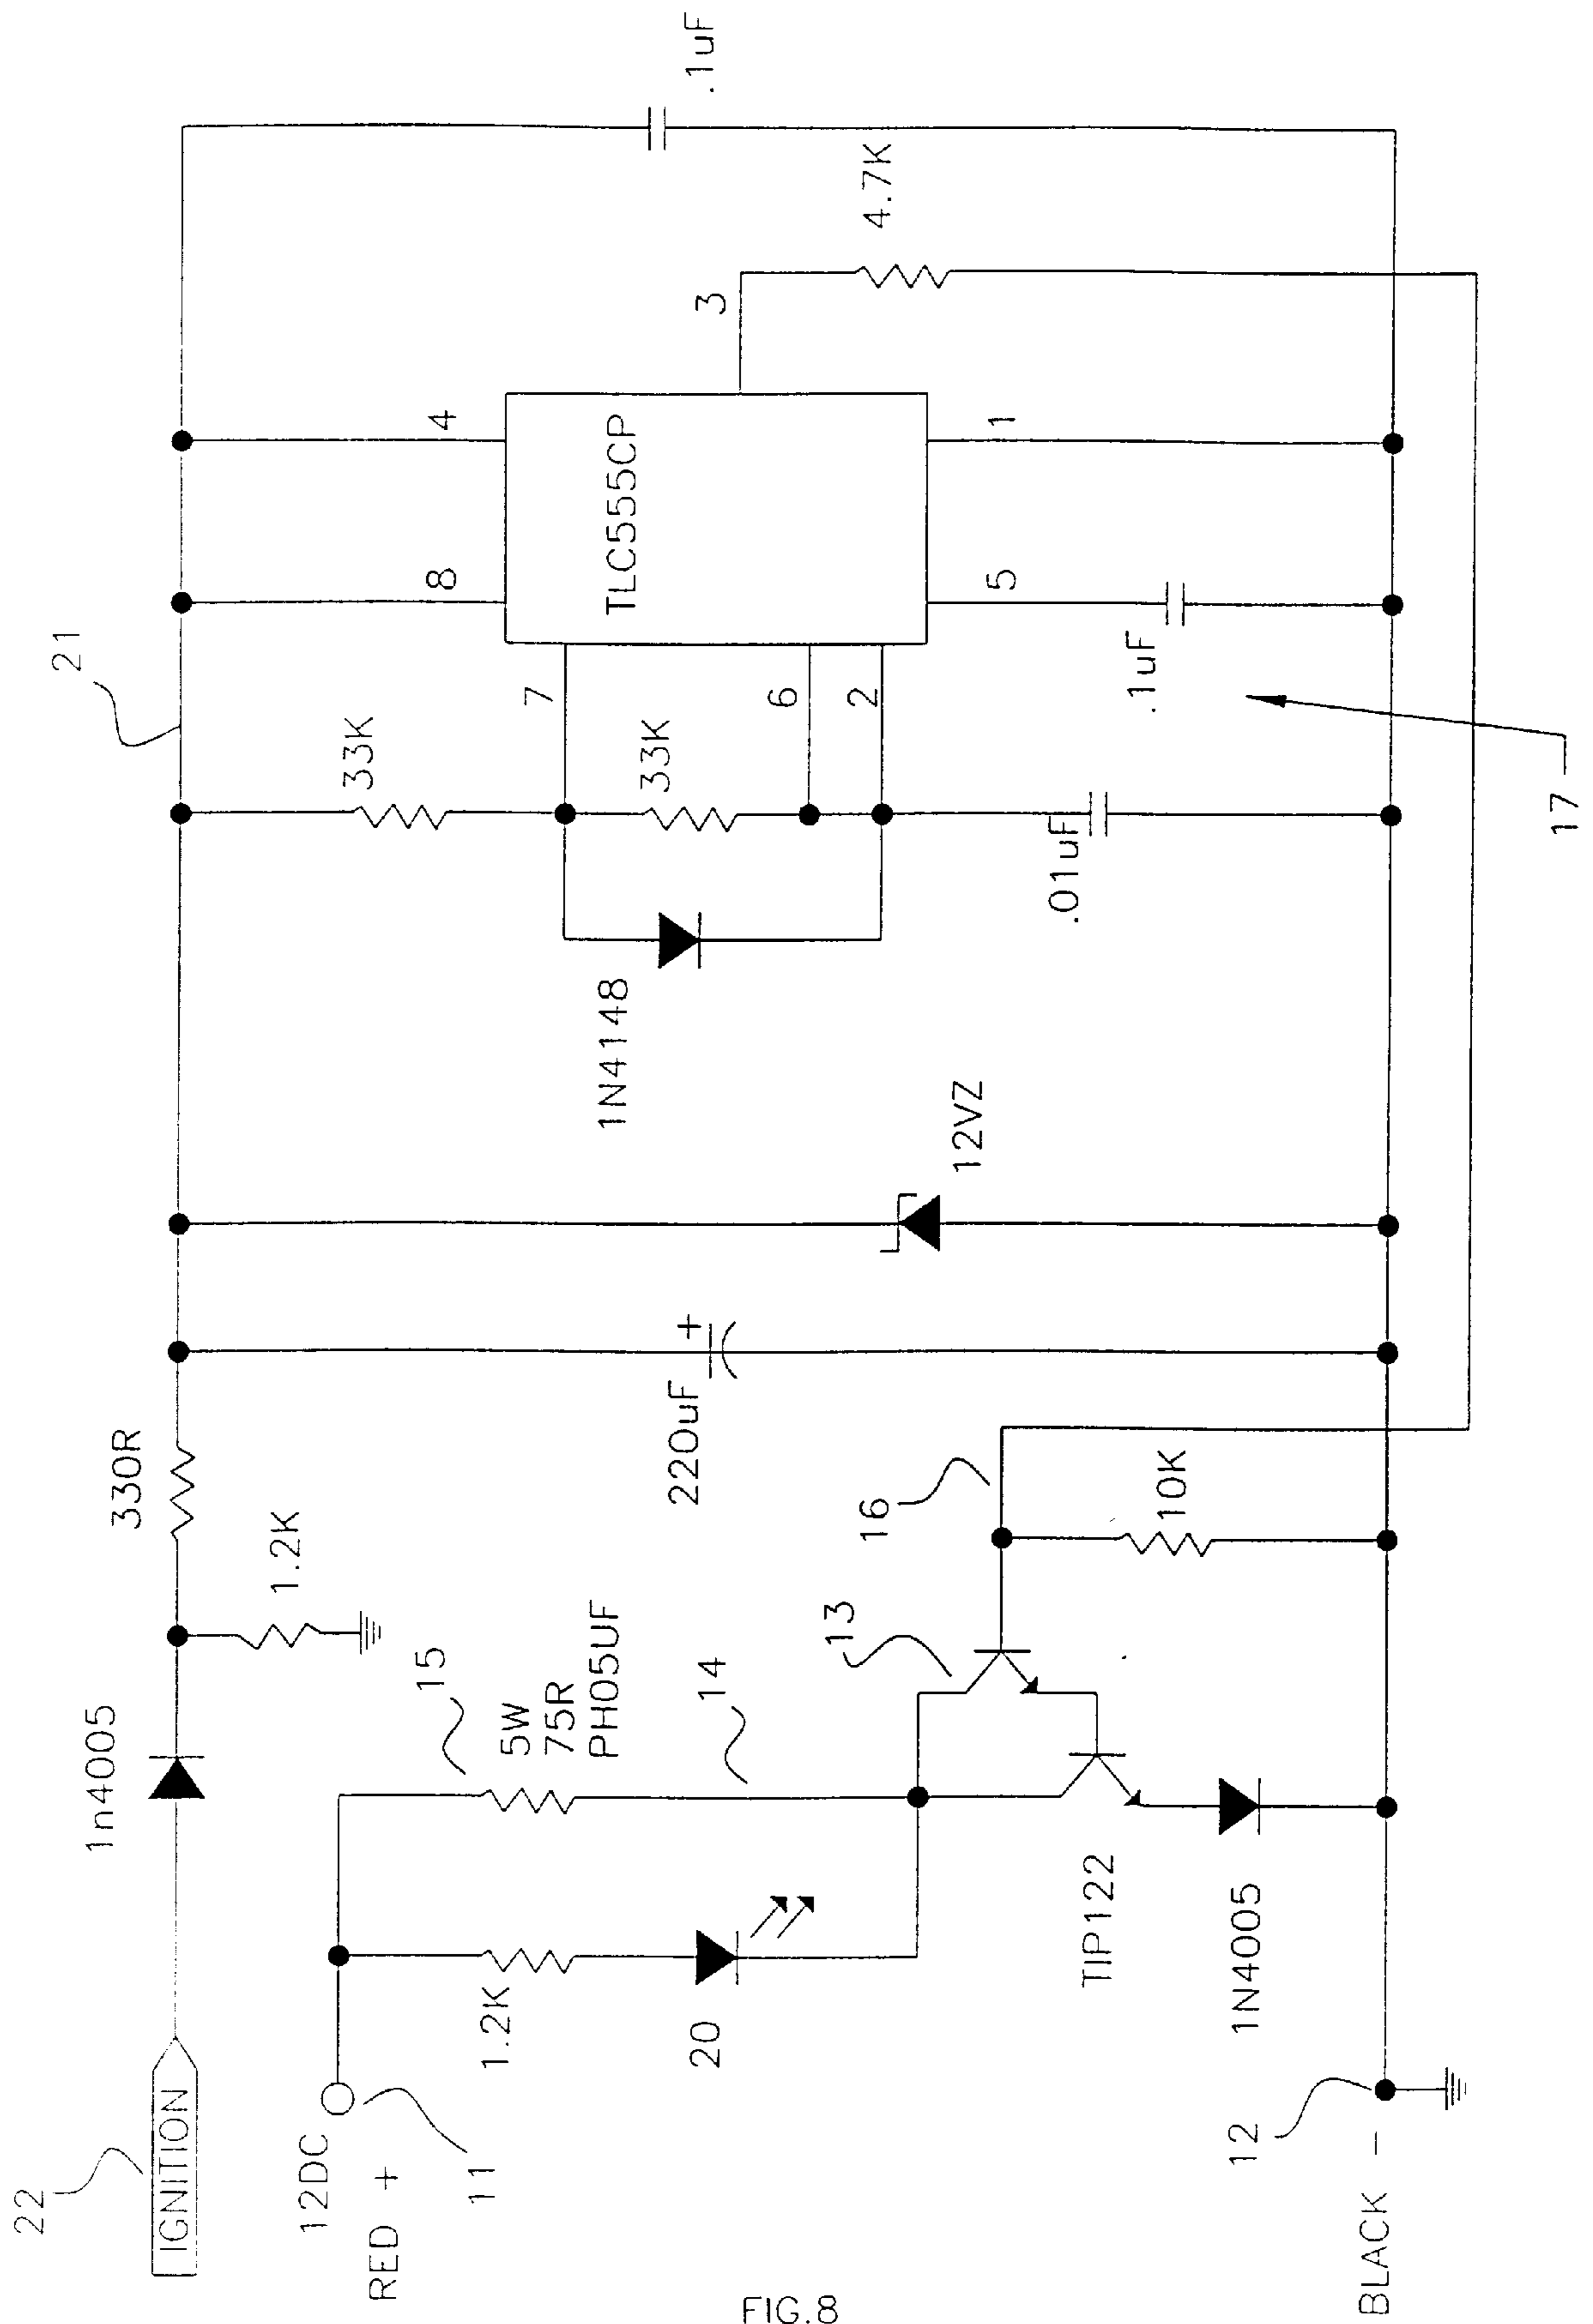 22
IGNITION
1n4005
330R
1.2K
21
12DC
RED +
11
15
5W
75R
PH05UF
14
1.2K
20
13
16
10K
TIP122
1N4005
12
BLACK -
220uF
+
12VZ
33K
33K
1N4148
.01uF
7
6
2
8
4
TLC555CP
3
5
1
.1uF
4.7K
.1uF
17
FIG.8